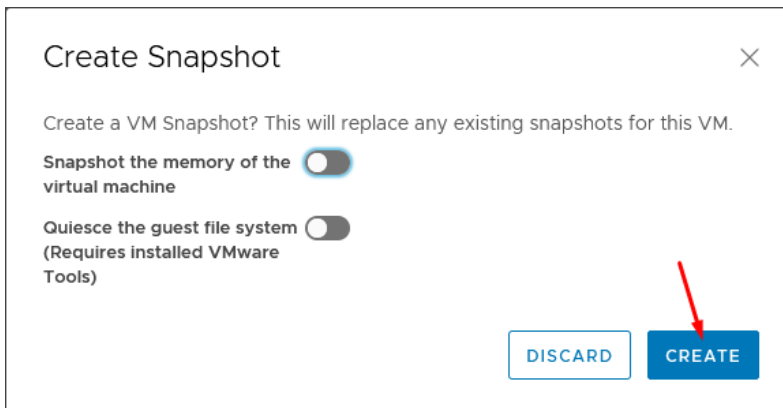 Create Snapshot
Create a VM Snapshot? This will replace any existing snapshots for this VM.
Snapshot the memory of the
virtual machine
Quiesce the guest file system
(Requires installed VMware
Tools)
DISCARD
CREATE